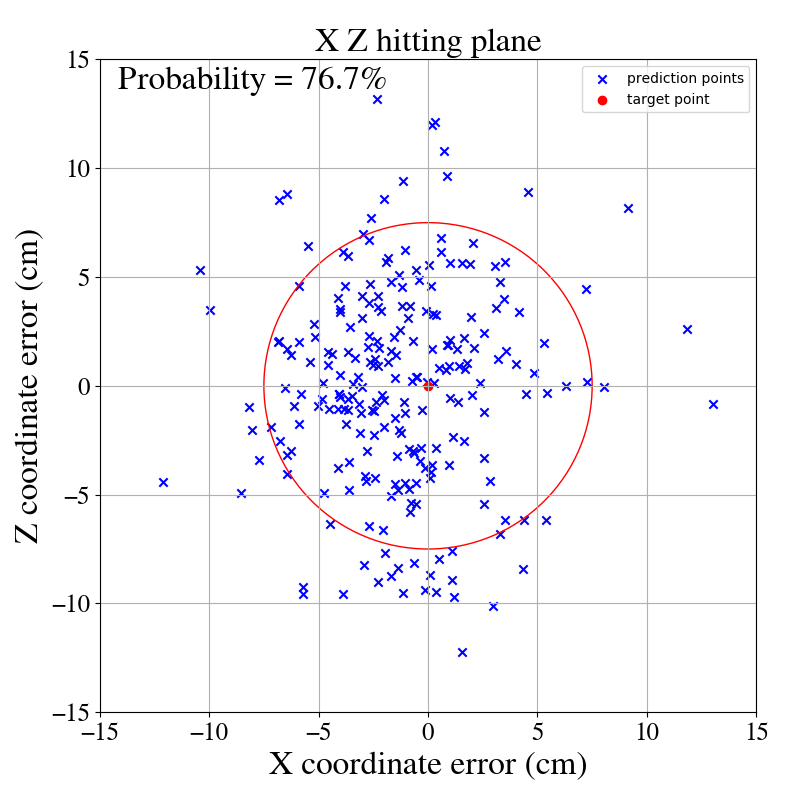 X Z hitting plane
Probability = 76.7%
prediction points
target point
15
10
5
0
−5
−10
−15
Z coordinate error (cm)
−15 −10 −5 0 5 10 15
X coordinate error (cm)